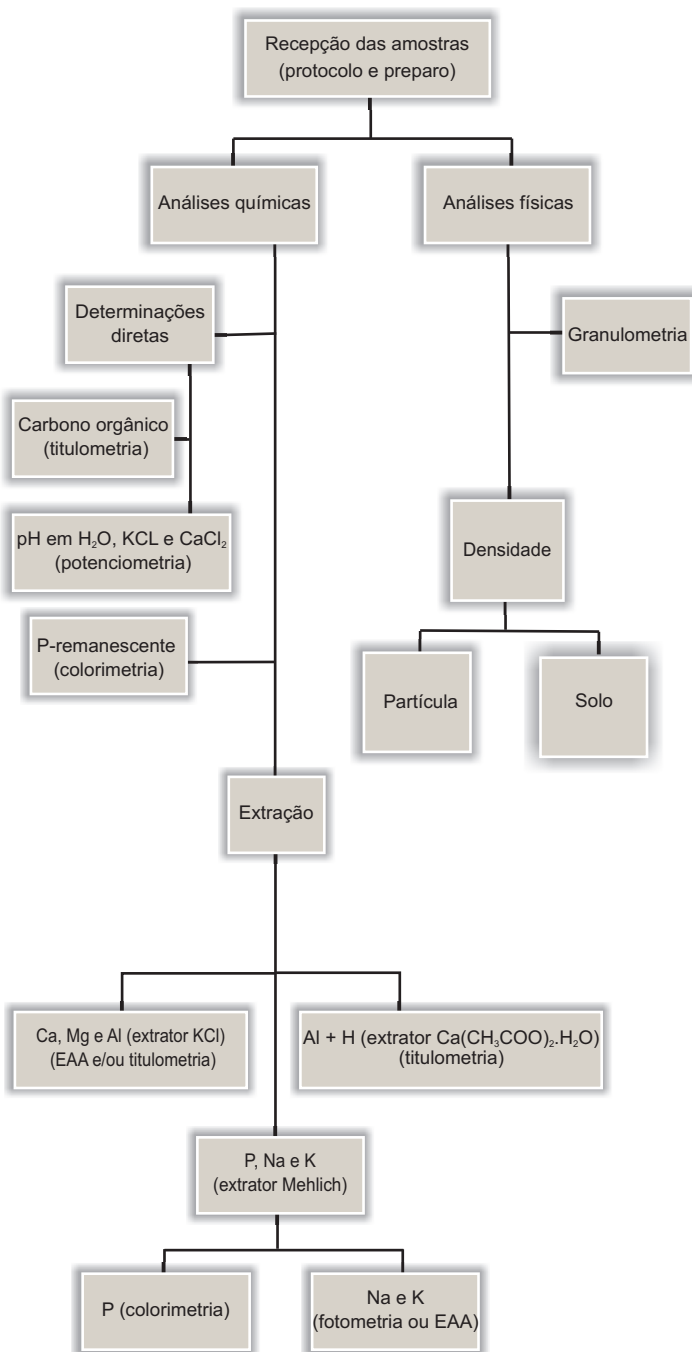 Recepção das amostras
(protocolo e preparo)
Análises químicas
Análises físicas
Determinações
diretas
Granulometria
Carbono orgânico
(titulometria)
pH em H₂O, KCL e CaCl₂
(potenciometria)
Densidade
P-remanescente
(colorimetria)
Partícula
Solo
Extração
Ca, Mg e Al (extrator KCl)
(EAA e/ou titulometria)
Al + H (extrator Ca(CH₃COO)₂.H₂O)
(titulometria)
P, Na e K
(extrator Mehlich)
P (colorimetria)
Na e K
(fotometria ou EAA)